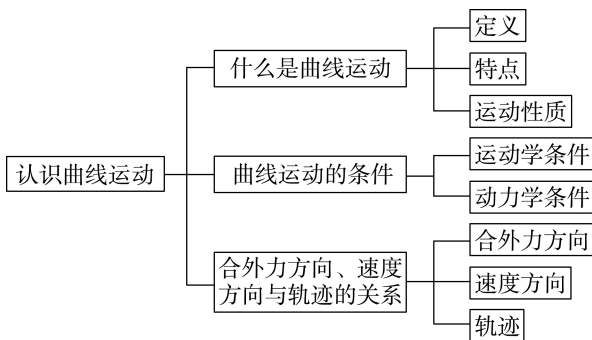 认识曲线运动
什么是曲线运动
定义
特点
运动性质
曲线运动的条件
运动学条件
动力学条件
合外力方向、速度
方向与轨迹的关系
合外力方向
速度方向
轨迹